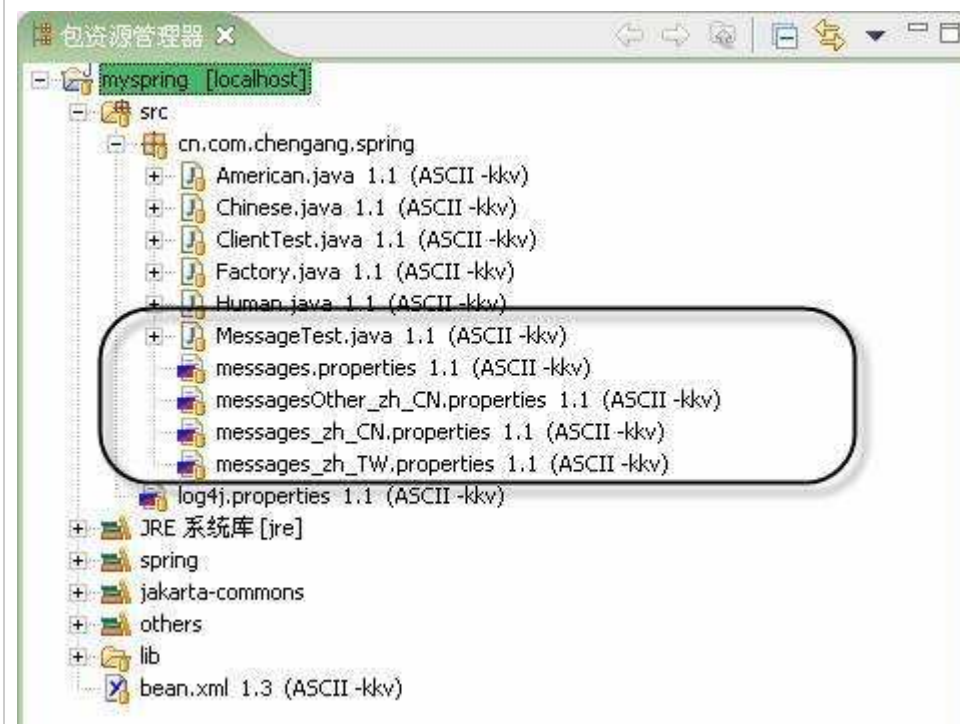 包资源管理器
myspring [localhost]
src
cn.com.chengang.spring
American.java 1.1 (ASCII -kkv)
Chinese.java 1.1 (ASCII -kkv)
ClientTest.java 1.1 (ASCII -kkv)
Factory.java 1.1 (ASCII -kkv)
Human.java 1.1 (ASCII -kkv)
MessageTest.java 1.1 (ASCII -kkv)
messages.properties 1.1 (ASCII -kkv)
messagesOther_zh_CN.properties 1.1 (ASCII -kkv)
messages_zh_CN.properties 1.1 (ASCII -kkv)
messages_zh_TW.properties 1.1 (ASCII -kkv)
log4j.properties 1.1 (ASCII -kkv)
JRE 系统库 [jre]
spring
jakarta-commons
others
lib
bean.xml 1.3 (ASCII -kkv)